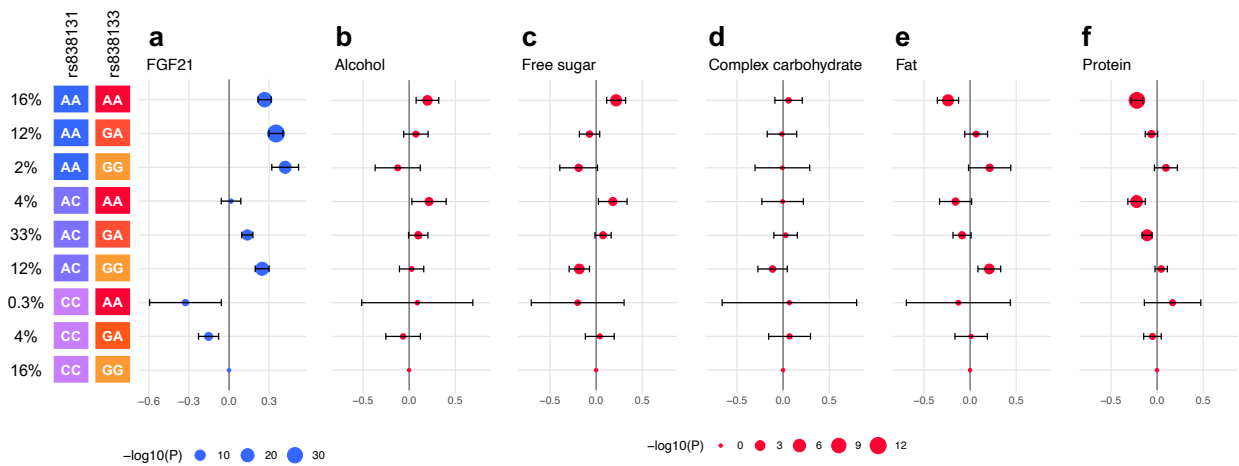 rs838131
rs838133
a b c d e f
FGF21 Alcohol Free sugar Complex carbohydrate Fat Protein
16% AA AA
12% AA GA
2% AA GG
4% AC AA
33% AC GA
12% AC GG
0.3% CC AA
4% CC GA
16% CC GG
−0.6 −0.3 0.0 0.3 −0.5 0.0 0.5 −0.5 0.0 0.5 −0.5 0.0 0.5 −0.5 0.0 0.5 −0.5 0.0 0.5
−log10(P) 10 20 30
−log10(P) 0 3 6 9 12